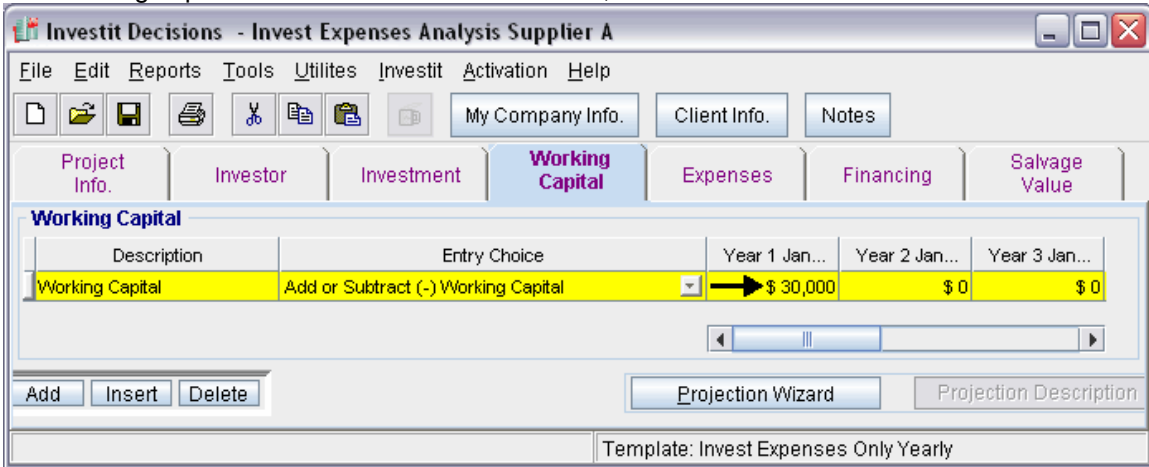 Investit Decisions - Invest Expenses Analysis Supplier A
File Edit Reports Tools Utilites Investit Activation Help
My Company Info. Client Info. Notes
Project Info. Investor Investment Working Capital Expenses Financing Salvage Value
Working Capital
Description Entry Choice Year 1 Jan... Year 2 Jan... Year 3 Jan...
Working Capital Add or Subtract (-) Working Capital $ 30,000 $ 0 $ 0
Add Insert Delete Projection Wizard Projection Description
Template: Invest Expenses Only Yearly